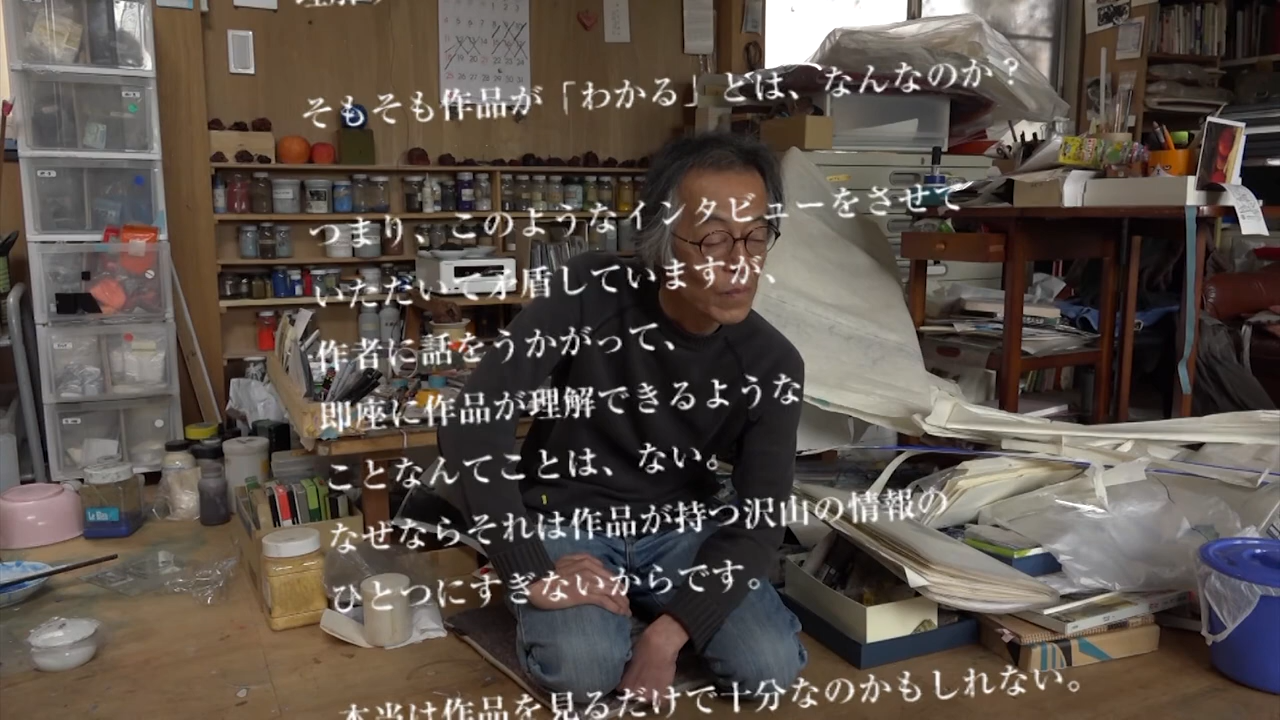 そもそも作品が「わかる」とは、なんなのか？
つまり、このようなインタビューをさせて
いただいて矛盾していますが、
作者に話をうかがって、
即座に作品が理解できるような
ことなんてことは、ない。
なぜならそれは作品が持つ沢山の情報の
ひとつにすぎないからです。
本当は作品を見るだけで十分なのかもしれない。